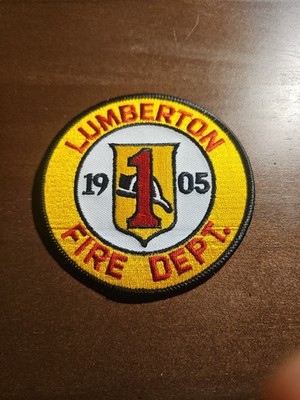 LUMBERTON
19 1 05
FIRE DEPT.